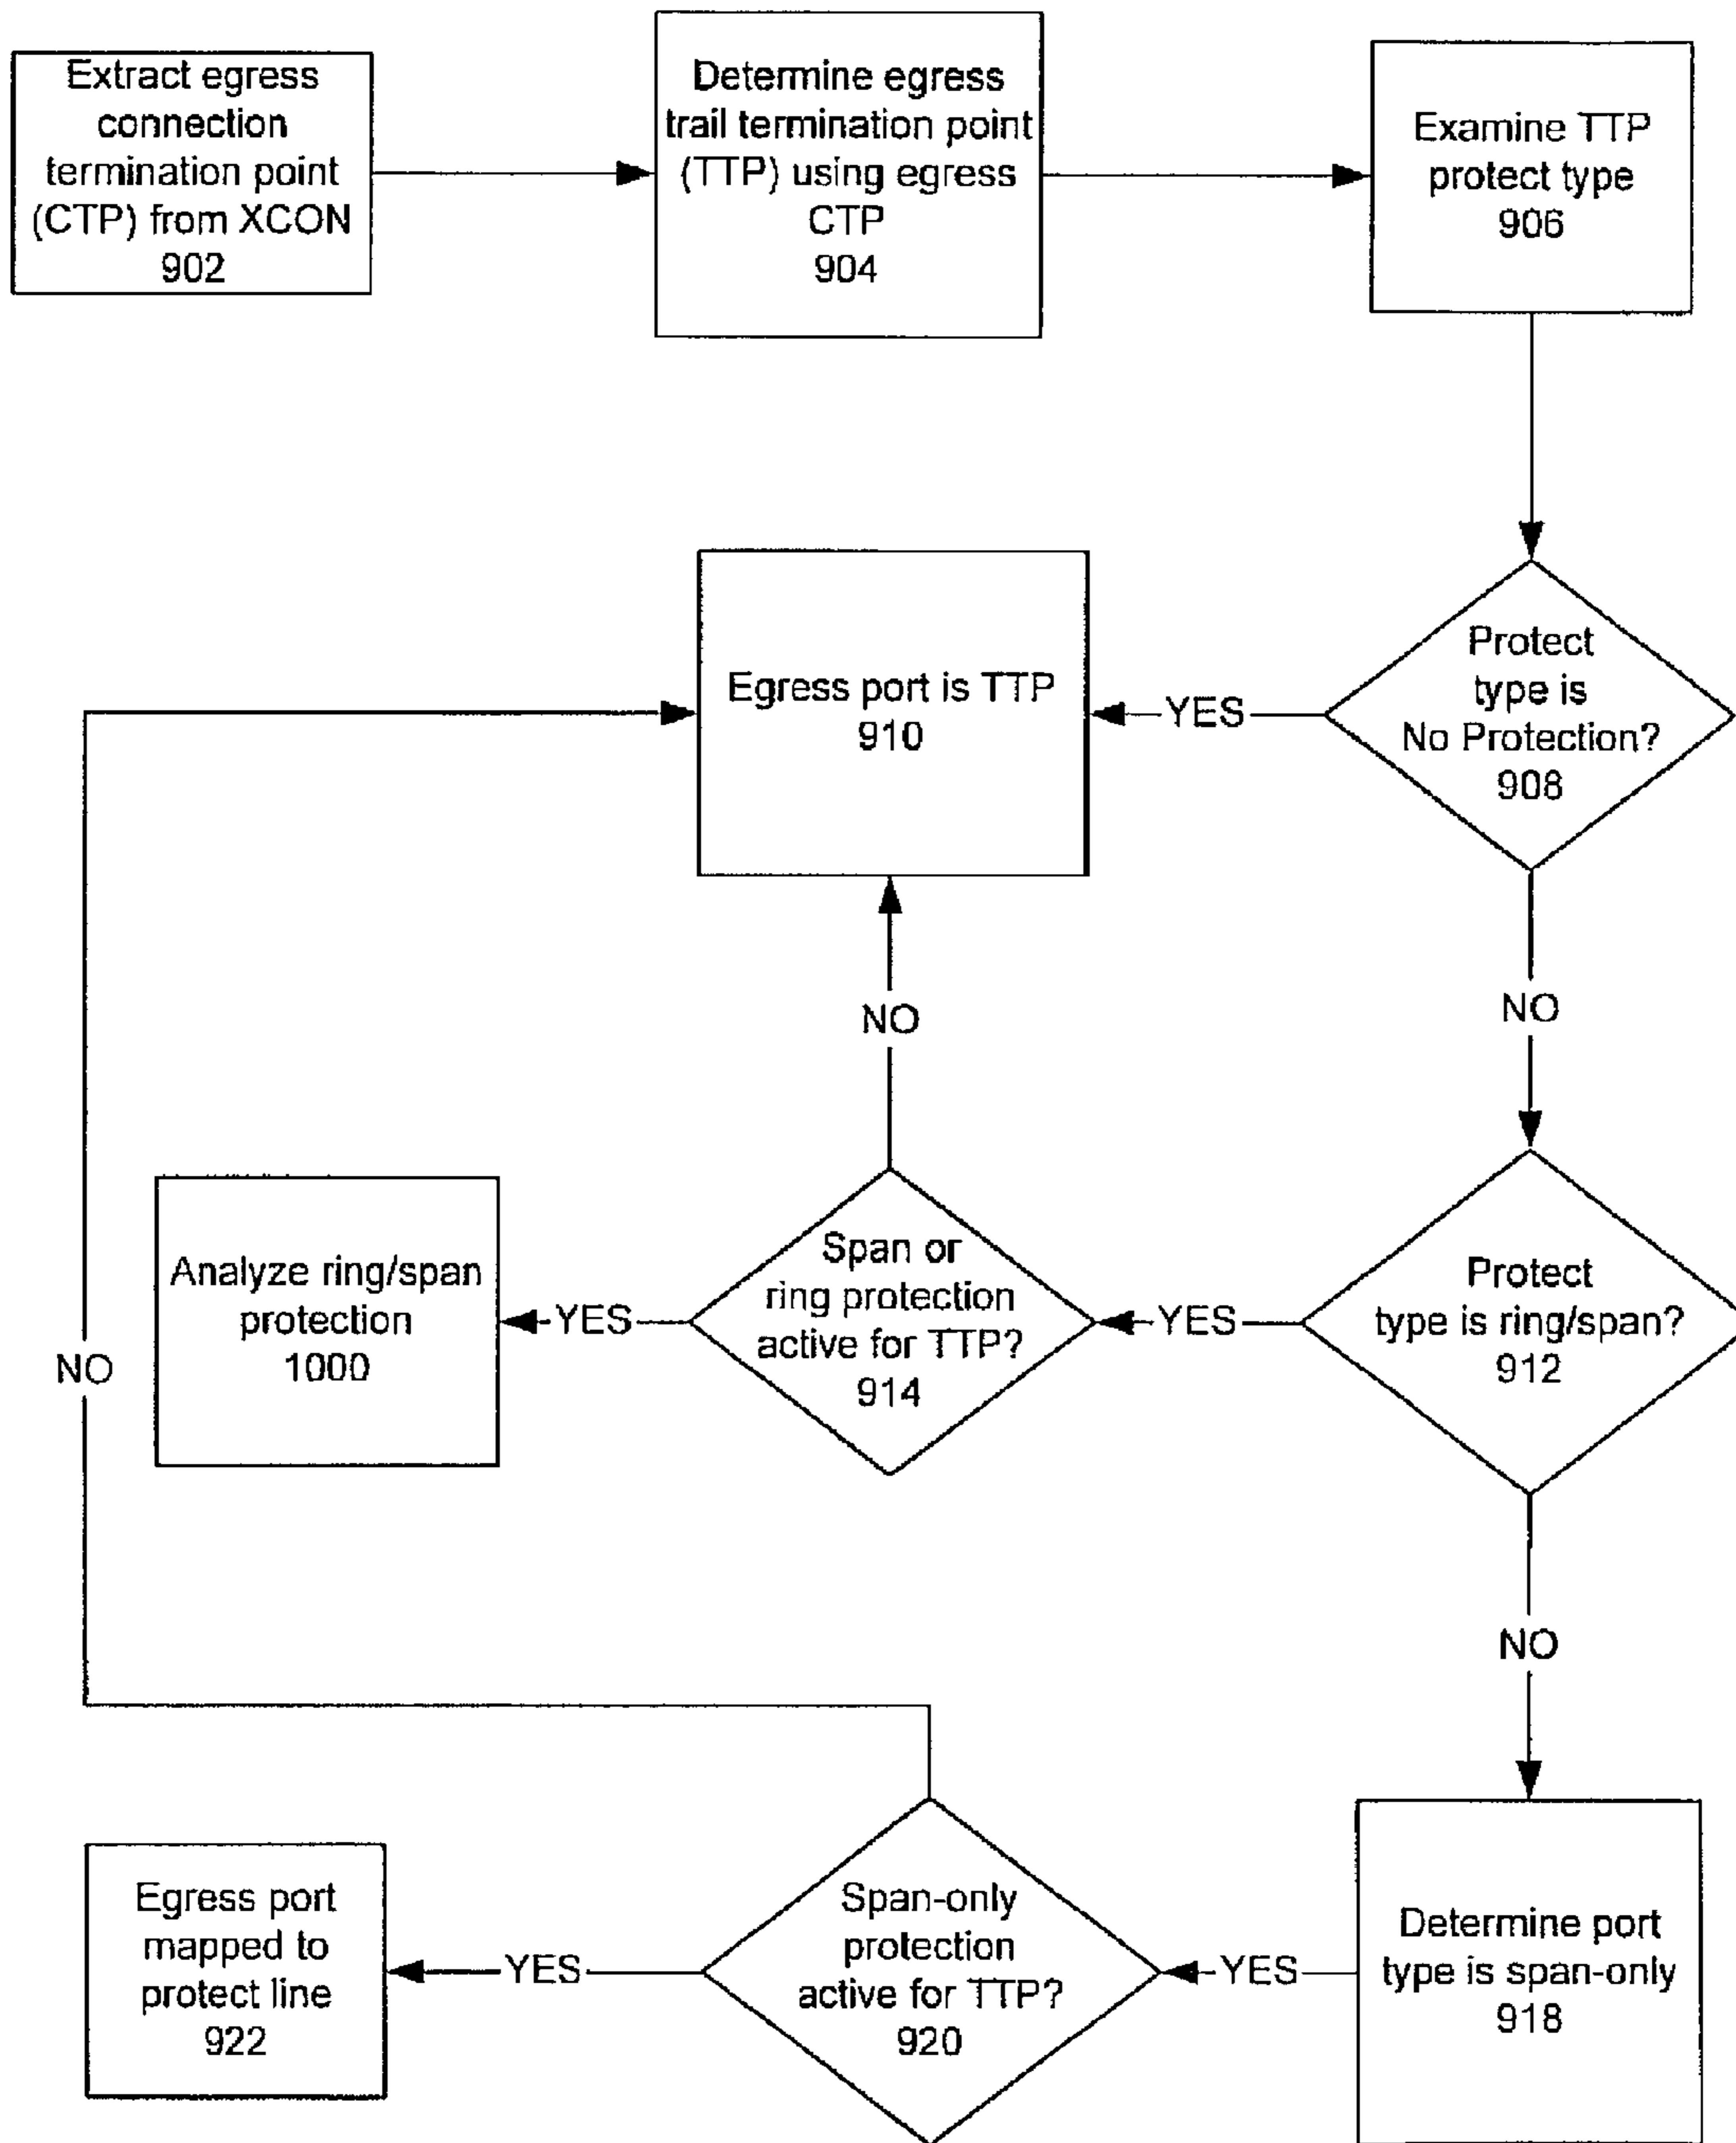 Extract egress
connection
termination point
(CTP) from XCON
902
Determine egress
trail termination point
(TTP) using egress
CTP
904
Examine TTP
protect type
906
Protect
type is
No Protection?
908
YES
Egress port is TTP
910
NO
NO
Protect
type is ring/span?
912
YES
Span or
ring protection
active for TTP?
914
YES
Analyze ring/span
protection
1000
NO
NO
Determine port
type is span-only
918
YES
Span-only
protection
active for TTP?
920
YES
Egress port
mapped to
protect line
922